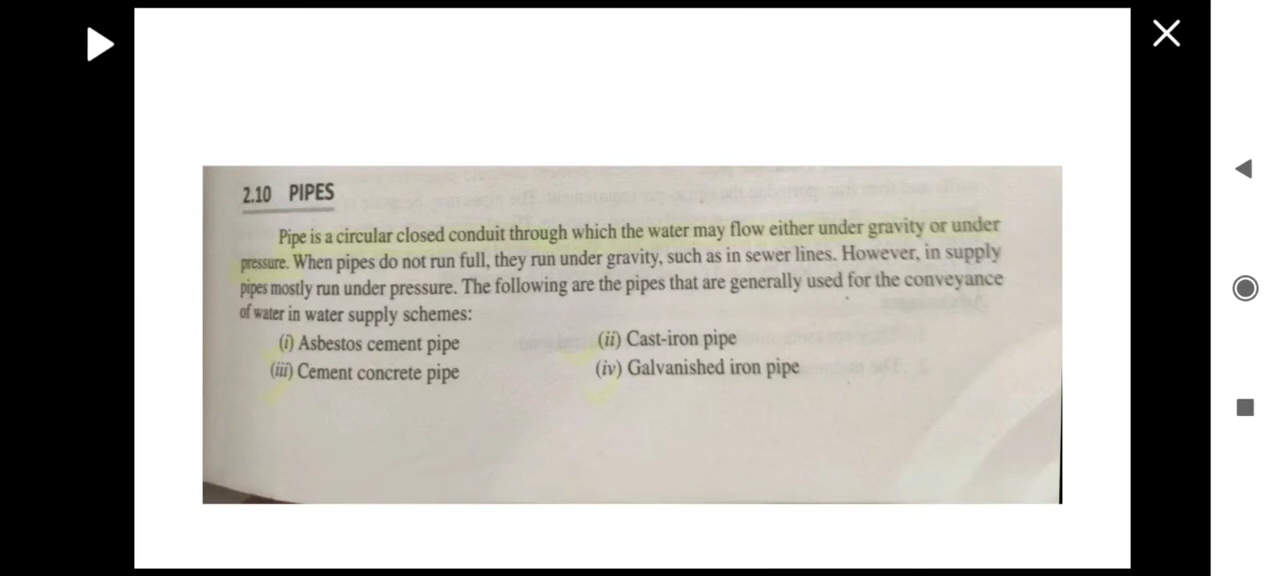 2.10 PIPES
Pipe is a circular closed conduit through which the water may flow either under gravity or under
pressure. When pipes do not run full, they run under gravity, such as in sewer lines. However, in supply
pipes mostly run under pressure. The following are the pipes that are generally used for the conveyance
of water in water supply schemes:
(i) Asbestos cement pipe (ii) Cast-iron pipe
(iii) Cement concrete pipe (iv) Galvanished iron pipe